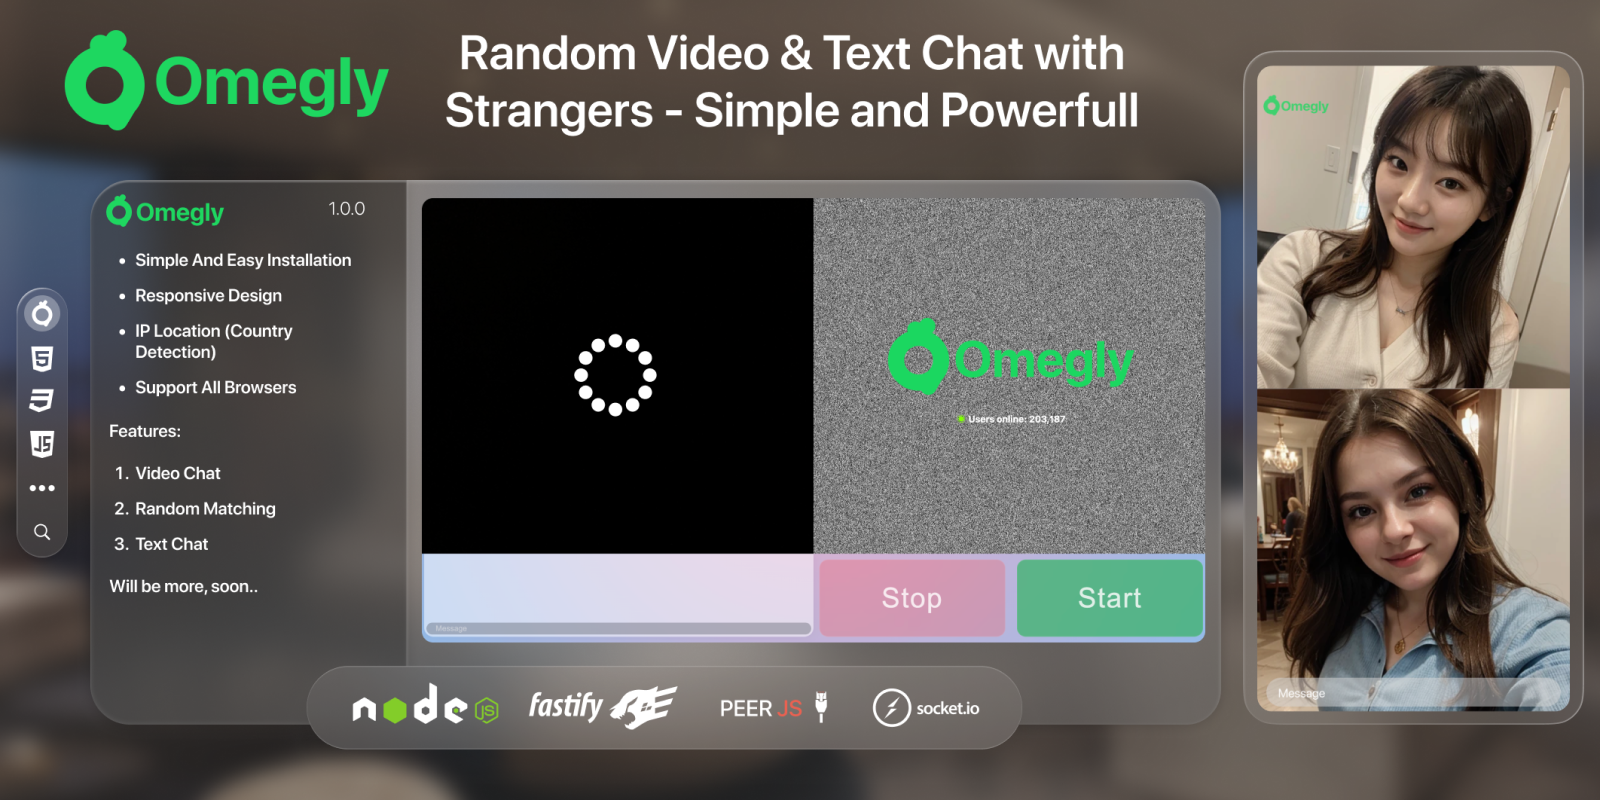 Omegly
Random Video & Text Chat with
Strangers - Simple and Powerfull
Omegly
1.0.0
Simple And Easy Installation
Responsive Design
IP Location (Country
Detection)
Support All Browsers
Features:
1. Video Chat
2. Random Matching
3. Text Chat
Will be more, soon..
5
JS
Omegly
Users online: 203,187
Message
Stop
Start
node JS
fastify
PEER JS
socket.io
Omegly
Message